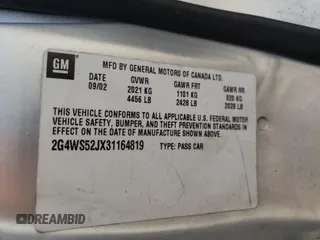 GM
MFD BY GENERAL MOTORS OF CANADA LTD.
DATE GVWR GAWR FRT GAWR RR
09/02 2021 KG 1101 KG 920 KG
4456 LB 2428 LB 2028 LB
THIS VEHICLE CONFORMS TO ALL APPLICABLE U.S. FEDERAL MOTOR
VEHICLE SAFETY, BUMPER, AND THEFT PREVENTION STANDARDS
IN EFFECT ON THE DATE OF MANUFACTURE SHOWN ABOVE.
2G4WS52JX31164819
TYPE: PASS CAR
DREAMBID